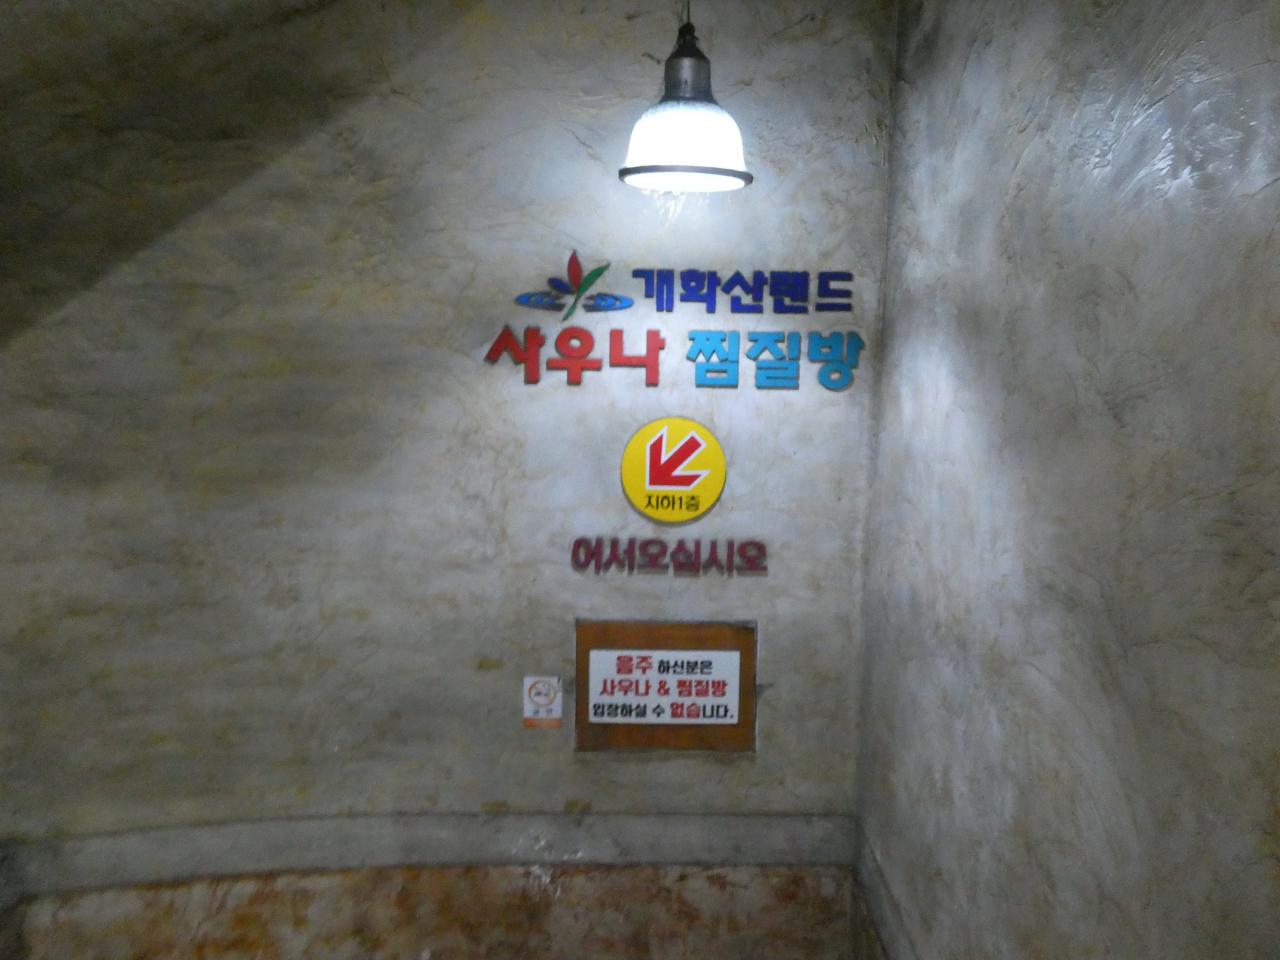 개화산랜드
사우나 찜질방
지하1층
어서오십시오
음주 하신분은
사우나 & 찜질방
입장하실 수 없습니다.
금연